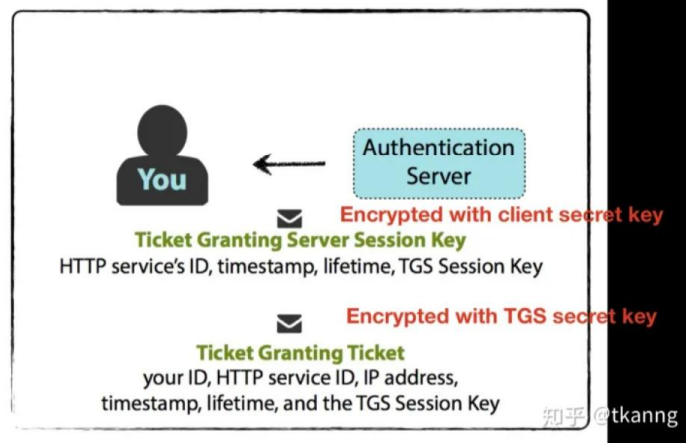 You
Authentication
Server
Encrypted with client secret key
Ticket Granting Server Session Key
HTTP service's ID, timestamp, lifetime, TGS Session Key
Encrypted with TGS secret key
Ticket Granting Ticket
your ID, HTTP service ID, IP address,
timestamp, lifetime, and the TGS Session Key
知乎 @tkanng